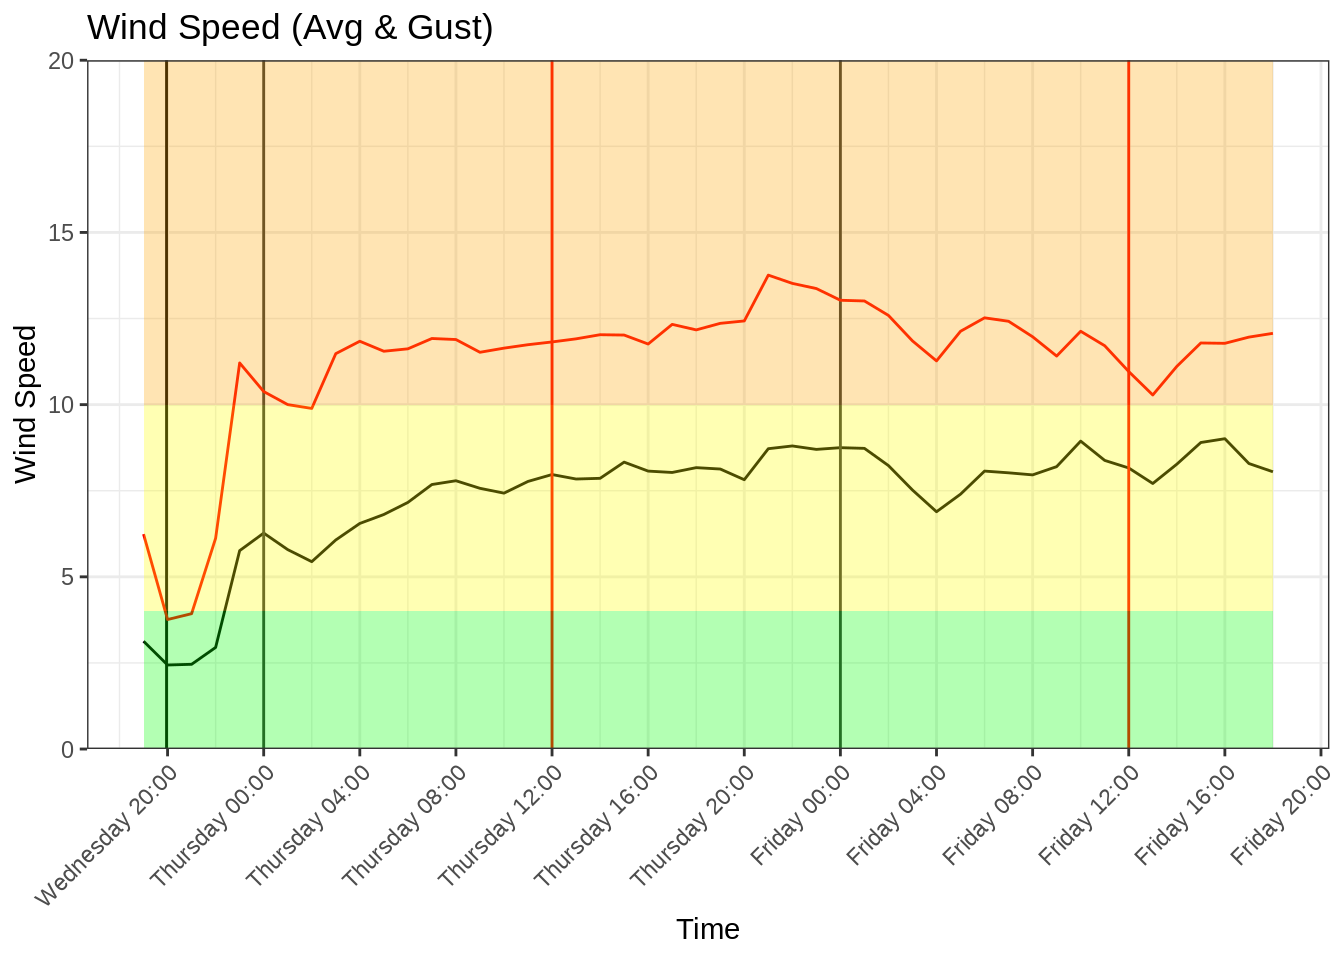 Wind Speed (Avg & Gust)
20
15
10
5
0
Wind Speed
Wednesday 20:00
Thursday 00:00
Thursday 04:00
Thursday 08:00
Thursday 12:00
Thursday 16:00
Thursday 20:00
Friday 00:00
Friday 04:00
Friday 08:00
Friday 12:00
Friday 16:00
Friday 20:00
Time